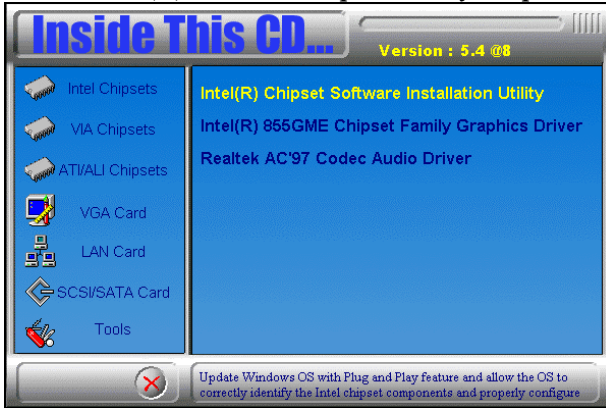 Inside This CD...
Version : 5.4 @8
Intel Chipsets
VIA Chipsets
ATI/ALI Chipsets
VGA Card
LAN Card
SCSI/SATA Card
Tools
Intel(R) Chipset Software Installation Utility
Intel(R) 855GME Chipset Family Graphics Driver
Realtek AC'97 Codec Audio Driver
Update Windows OS with Plug and Play feature and allow the OS to
correctly identify the Intel chipset components and properly configure